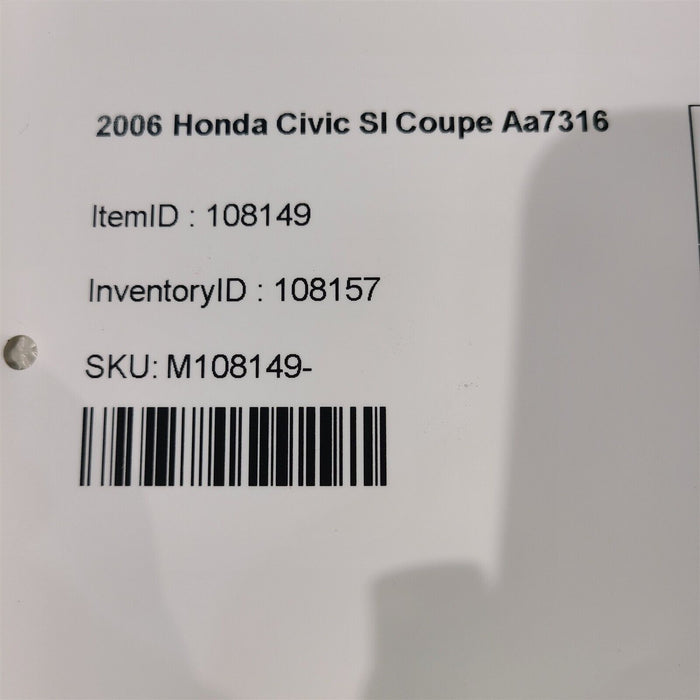 2006 Honda Civic SI Coupe Aa7316
ItemID : 108149
InventoryID : 108157
SKU: M108149-